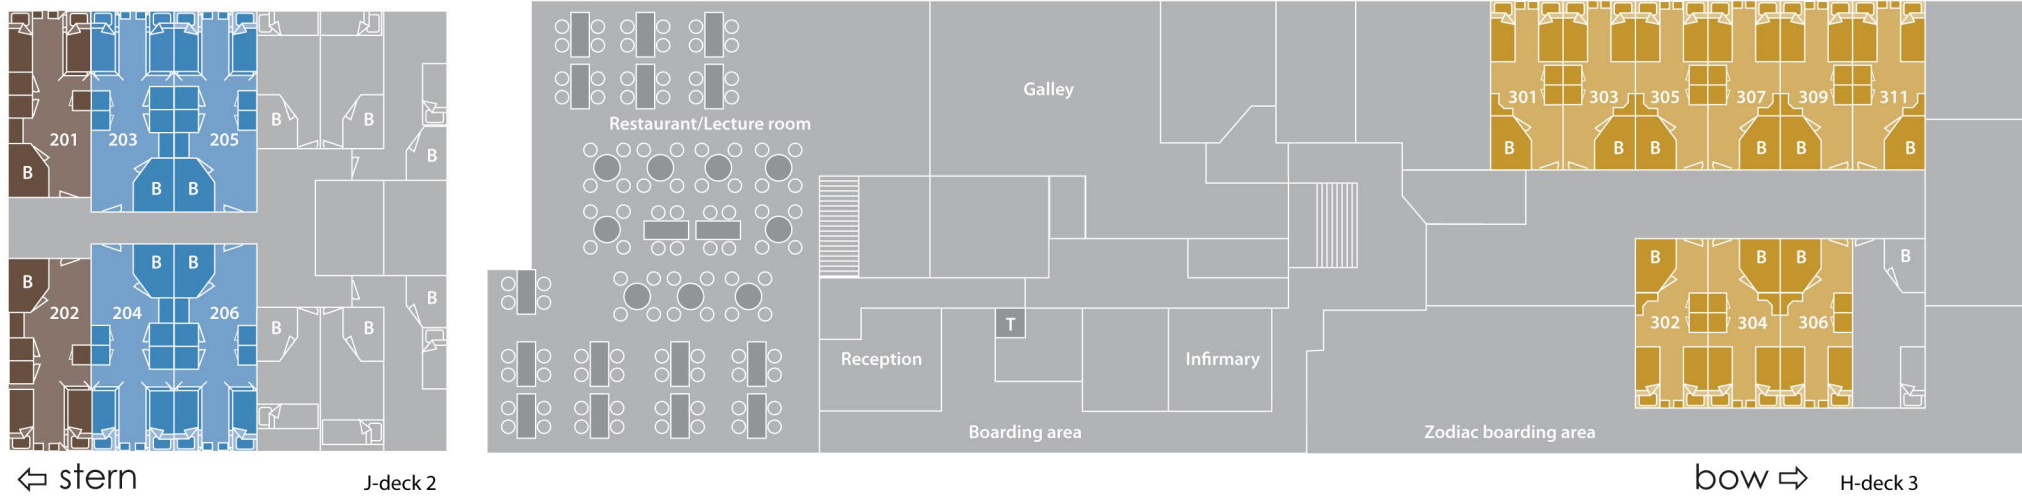 201 203 205 B B
B B B B
B B B B
B B B
202 204 206 B B
Restaurant/Lecture room
Galley
T
Reception
Infirmary
Boarding area
Zodiac boarding area
301 303 305 307 309 311
B B B B B B
B B B B
302 304 306
stern
J-deck 2
bow
H-deck 3